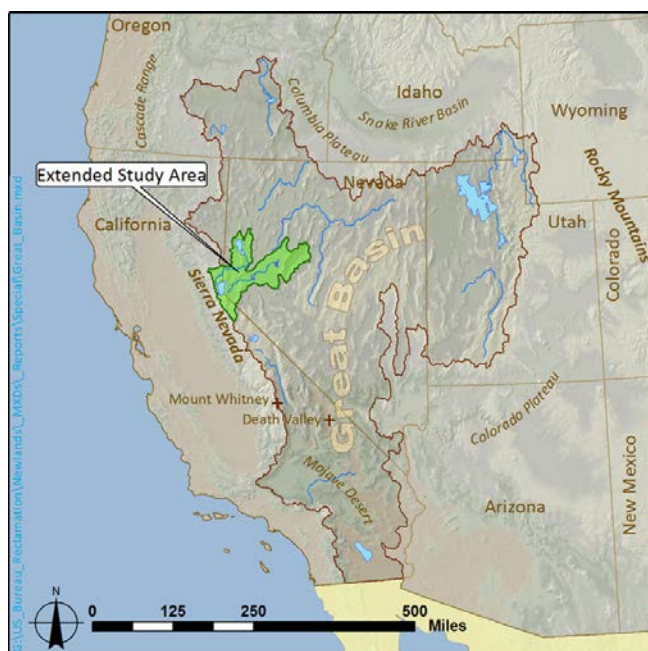 Oregon
Idaho
Cascade Range
Columbia Plateau
Snake River Basin
Wyoming
Extended Study Area
Nevada
Rocky Mountains
California
Utah
Great Basin
Colorado
Sierra Nevada
Mount Whitney
Death Valley
Colorado Plateau
Mojave Desert
New Mexico
Arizona
N
0 125 250 500
Miles
G:\US_Bureau_Reclamation\Newlands\_MXDs\_Reports\Special\Great_Basin.mxd